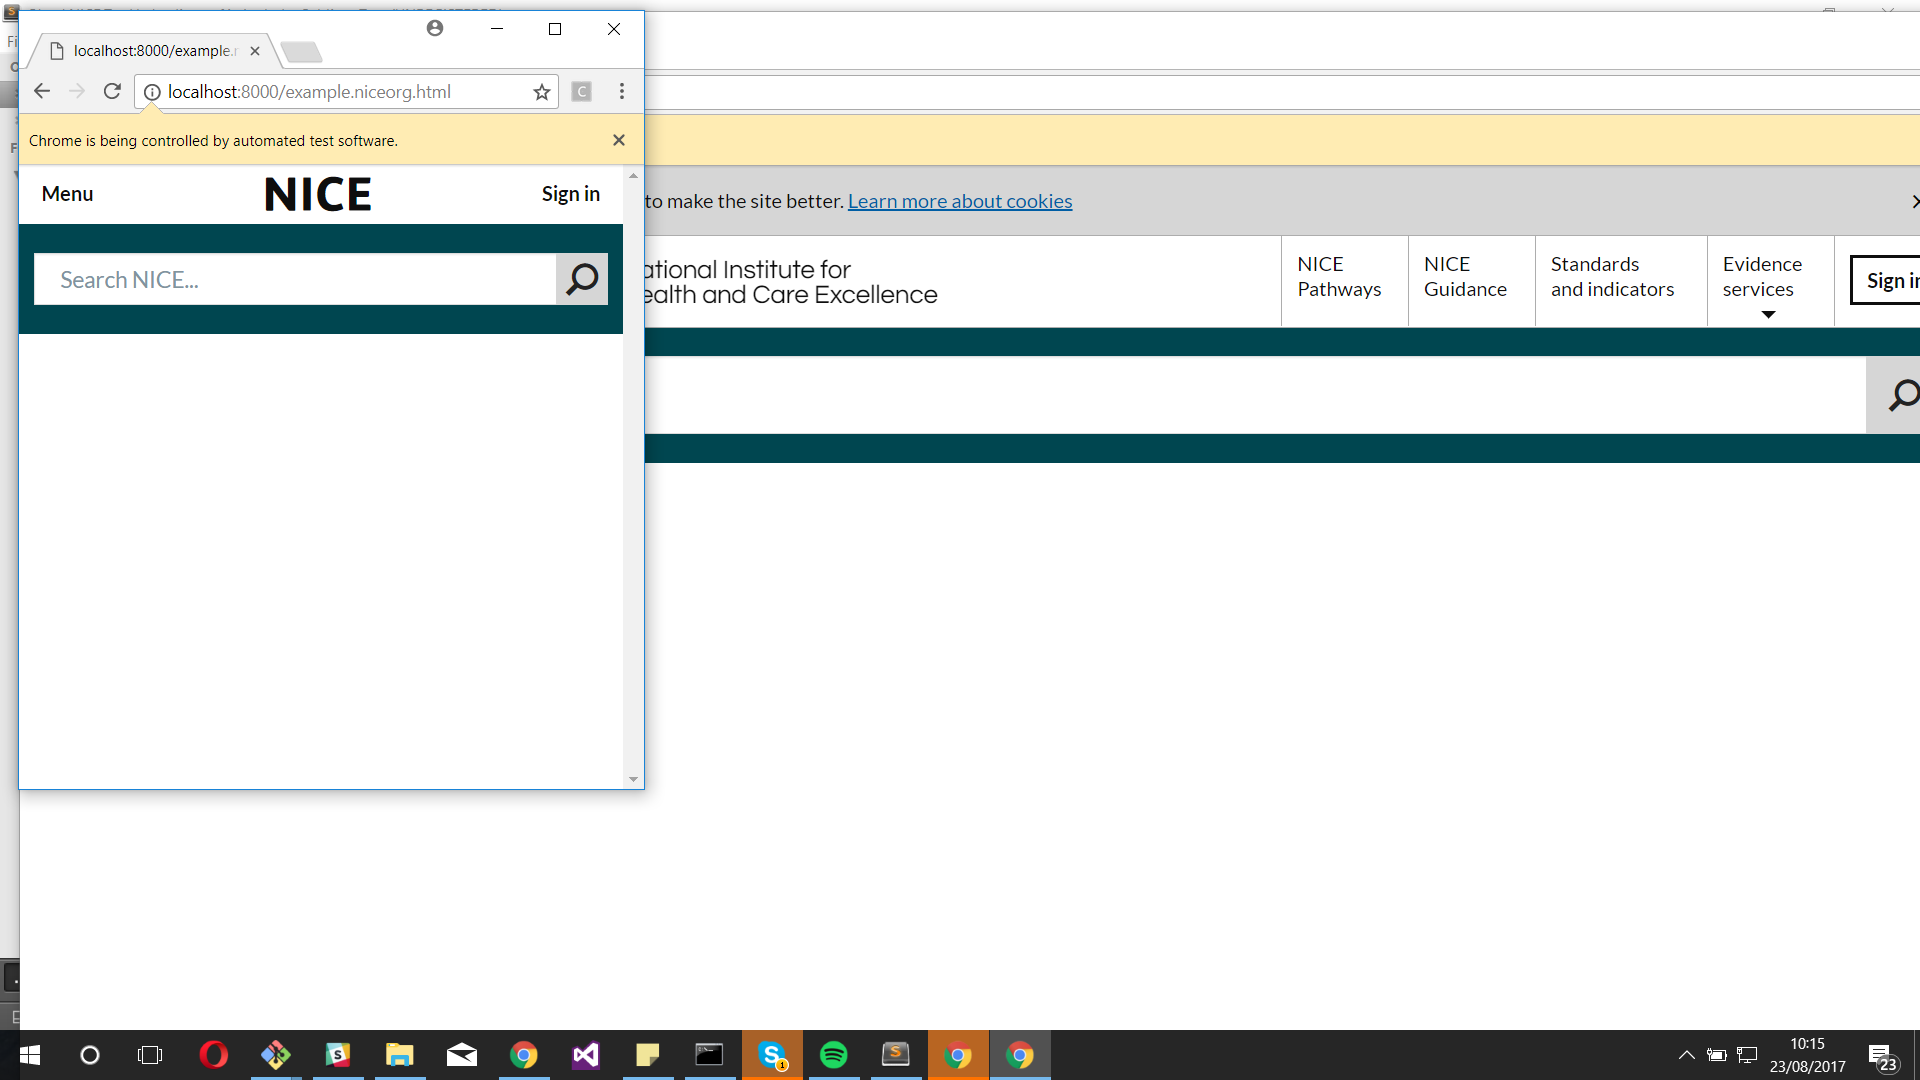 localhost:8000/example.
localhost:8000/example.niceorg.html
C
Chrome is being controlled by automated test software.
Menu
NICE
Sign in
Search NICE...
to make the site better. Learn more about cookies
ational Institute for
ealth and Care Excellence
NICE
Pathways
NICE
Guidance
Standards
and indicators
Evidence
services
Sign in
10:15
23/08/2017
23